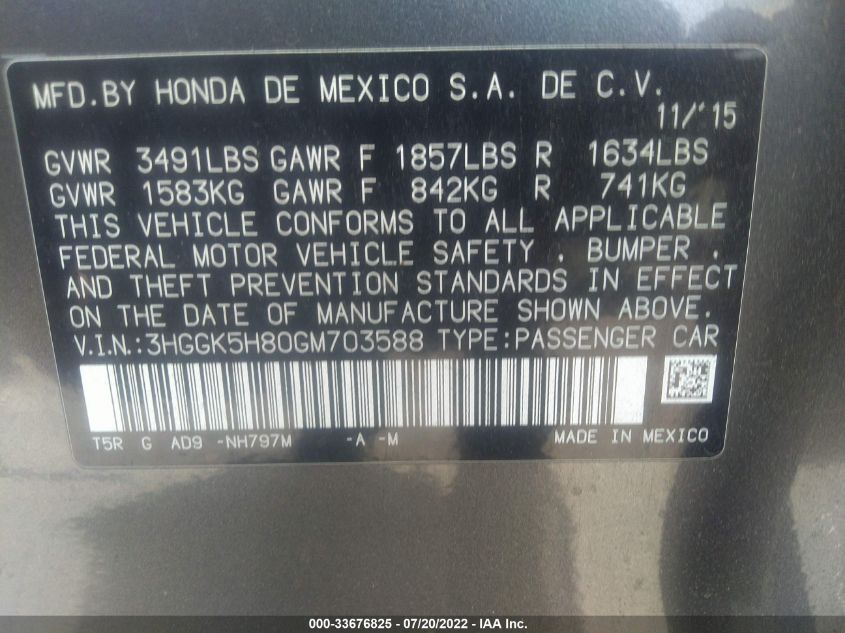 MFD.BY HONDA DE MEXICO S.A. DE C.V.
11/'15
GVWR 3491LBS GAWR F 1857LBS R 1634LBS
GVWR 1583KG GAWR F 842KG R 741KG
THIS VEHICLE CONFORMS TO ALL APPLICABLE
FEDERAL MOTOR VEHICLE SAFETY , BUMPER ,
AND THEFT PREVENTION STANDARDS IN EFFECT
ON THE DATE OF MANUFACTURE SHOWN ABOVE.
V.I.N.:3HGGK5H80GM703588 TYPE:PASSENGER CAR
T5R G AD9 -NH797M -A -M MADE IN MEXICO
000-33676825 / 07/20/2022 - IAA Inc.